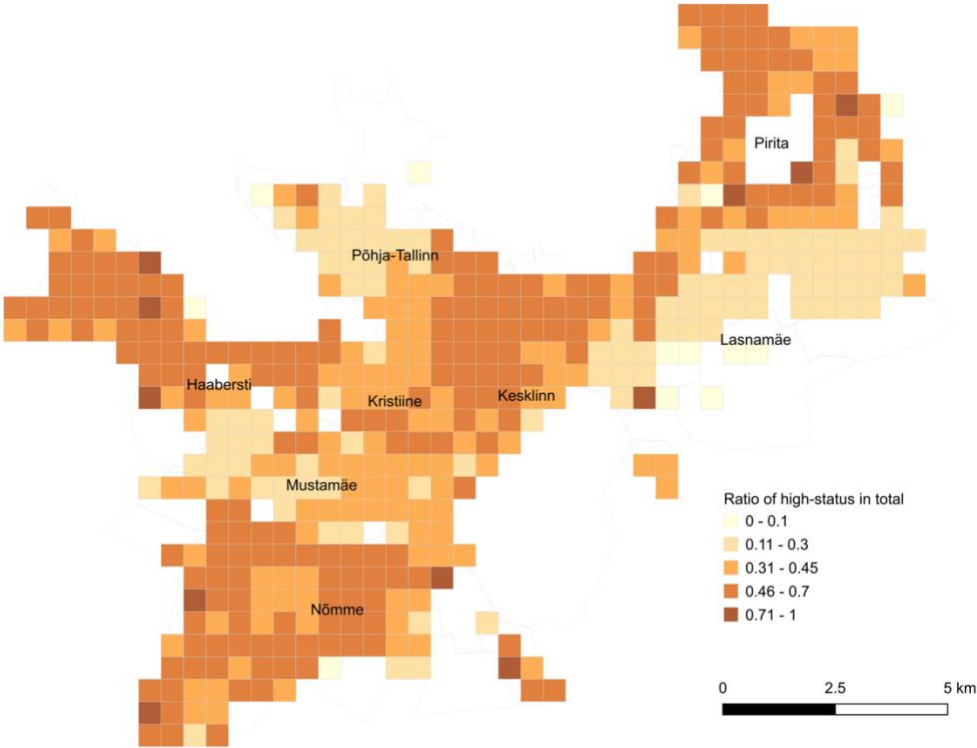 Pirita
Põhja-Tallinn
Lasnamäe
Haabersti
Kristiine
Kesklinn
Mustamäe
Nõmme
Ratio of high-status in total
0 - 0.1
0.11 - 0.3
0.31 - 0.45
0.46 - 0.7
0.71 - 1
0 2.5 5 km